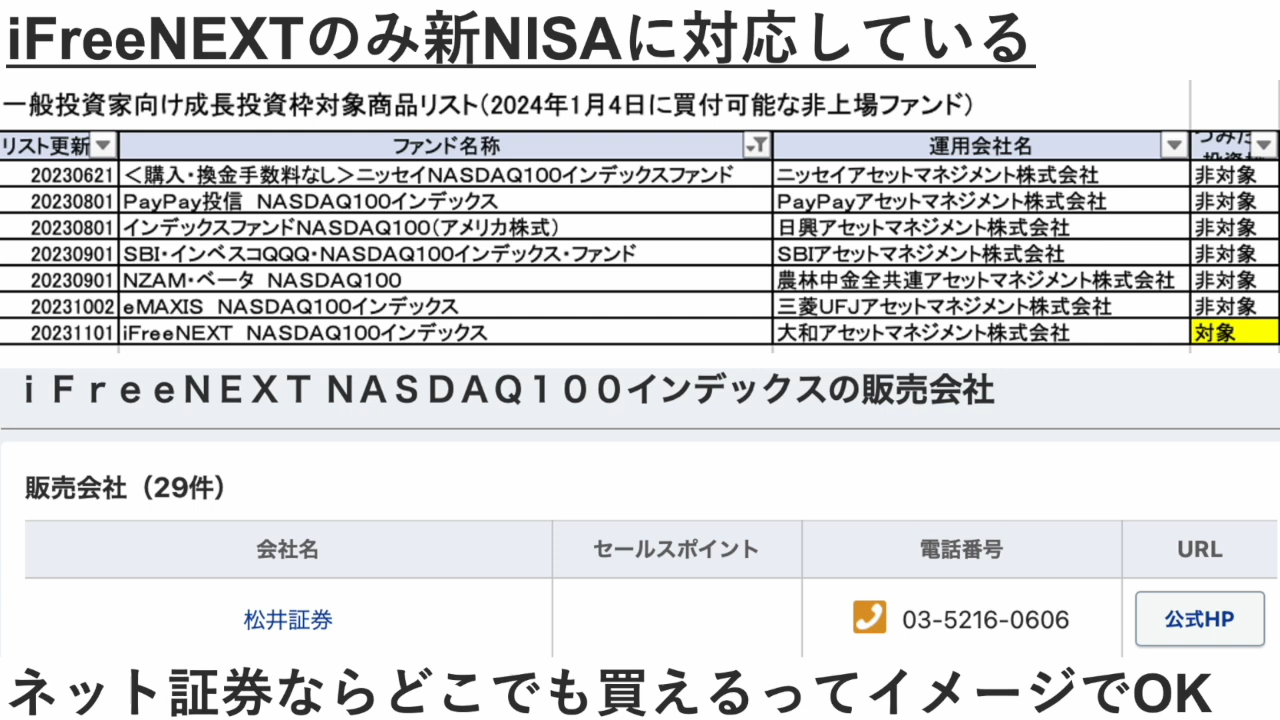 iFreeNEXTのみ新NISAに対応している
一般投資家向け成長投資枠対象商品リスト(2024年1月4日に買付可能な非上場ファンド)
リスト更新 ファンド名称 運用会社名 つみた
20230621 <購入・換金手数料なし>ニッセイNASDAQ100インデックスファンド ニッセイアセットマネジメント株式会社 非対象
20230801 PayPay投信 NASDAQ100インデックス PayPayアセットマネジメント株式会社 非対象
20230801 インデックスファンドNASDAQ100(アメリカ株式) 日興アセットマネジメント株式会社 非対象
20230901 SBI・インベスコQQQ・NASDAQ100インデックス・ファンド SBIアセットマネジメント株式会社 非対象
20230901 NZAM・ベータ NASDAQ100 農林中金全共連アセットマネジメント株式会社 非対象
20231002 eMAXIS NASDAQ100インデックス 三菱UFJアセットマネジメント株式会社 非対象
20231101 iFreeNEXT NASDAQ100インデックス 大和アセットマネジメント株式会社 対象
iFreeNEXT NASDAQ100インデックスの販売会社
販売会社(29件)
会社名 セールスポイント 電話番号 URL
松井証券 03-5216-0606 公式HP
ネット証券ならどこでも買えるってイメージでOK